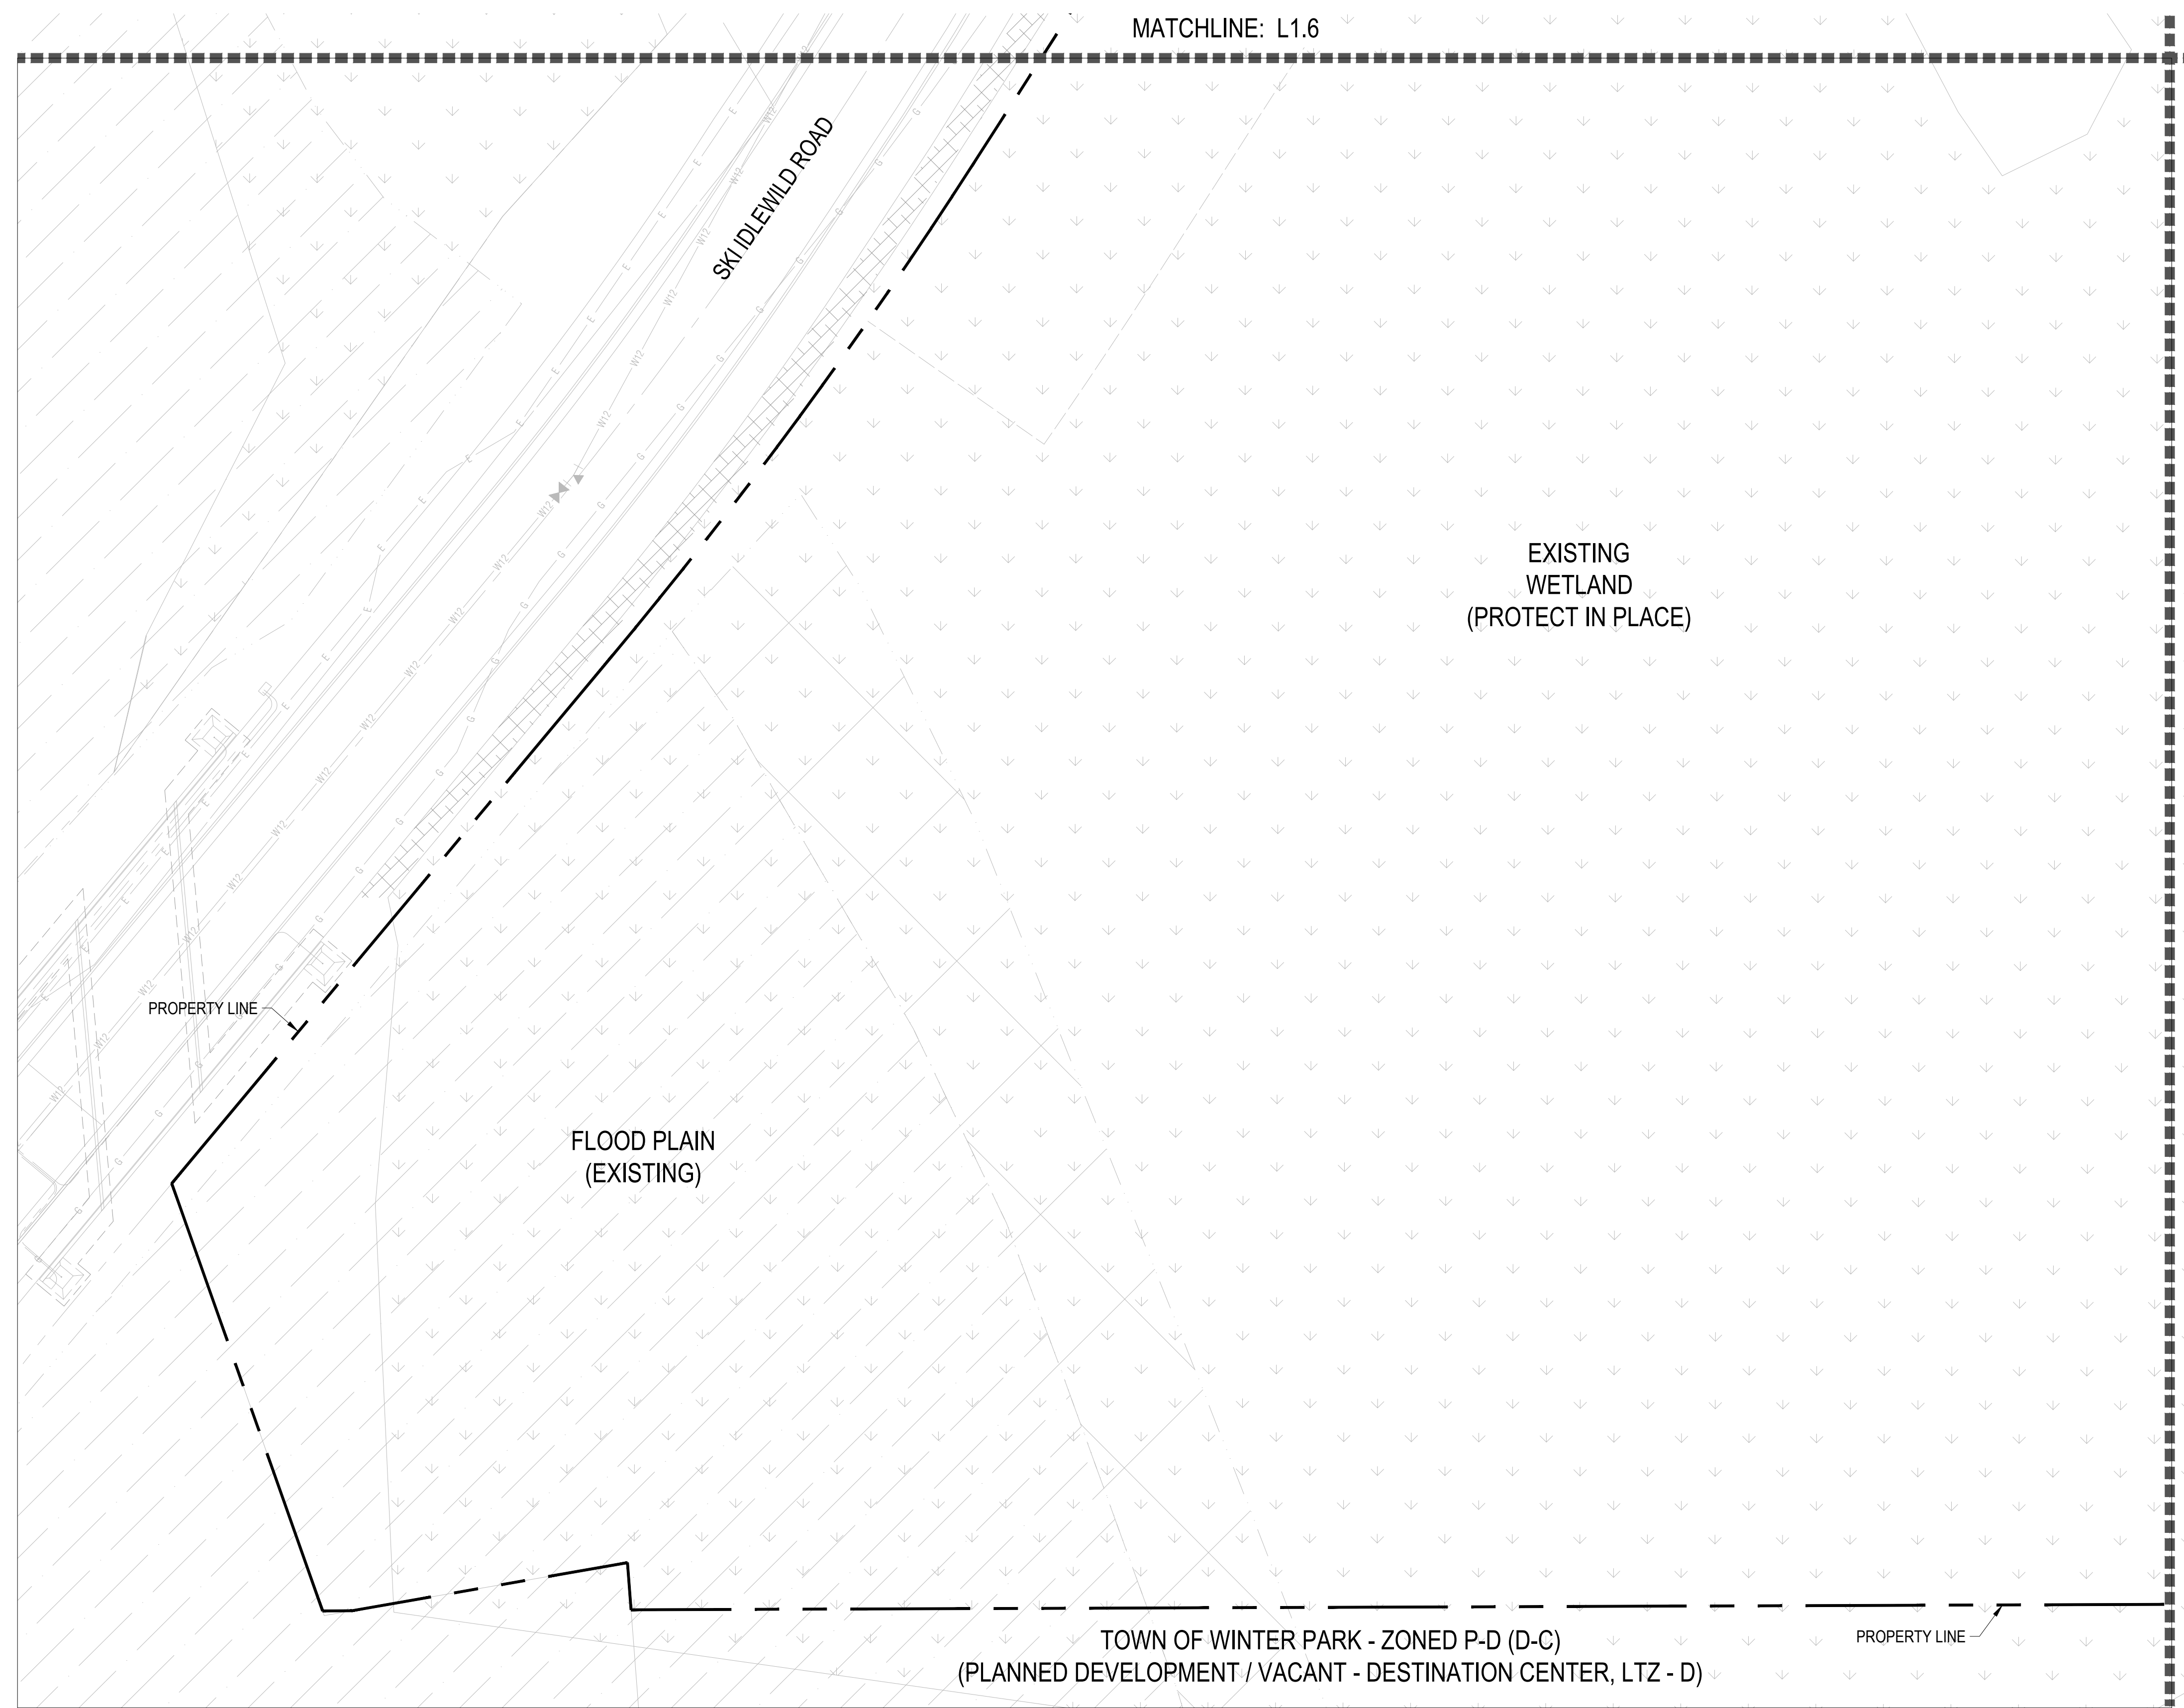 MATCHLINE: L1.6
SKI IDLEWILD ROAD
EXISTING
WETLAND
(PROTECT IN PLACE)
PROPERTY LINE
FLOOD PLAIN
(EXISTING)
TOWN OF WINTER PARK - ZONED P-D (D-C)
(PLANNED DEVELOPMENT / VACANT - DESTINATION CENTER, LTZ - D)
PROPERTY LINE
W12
E
G